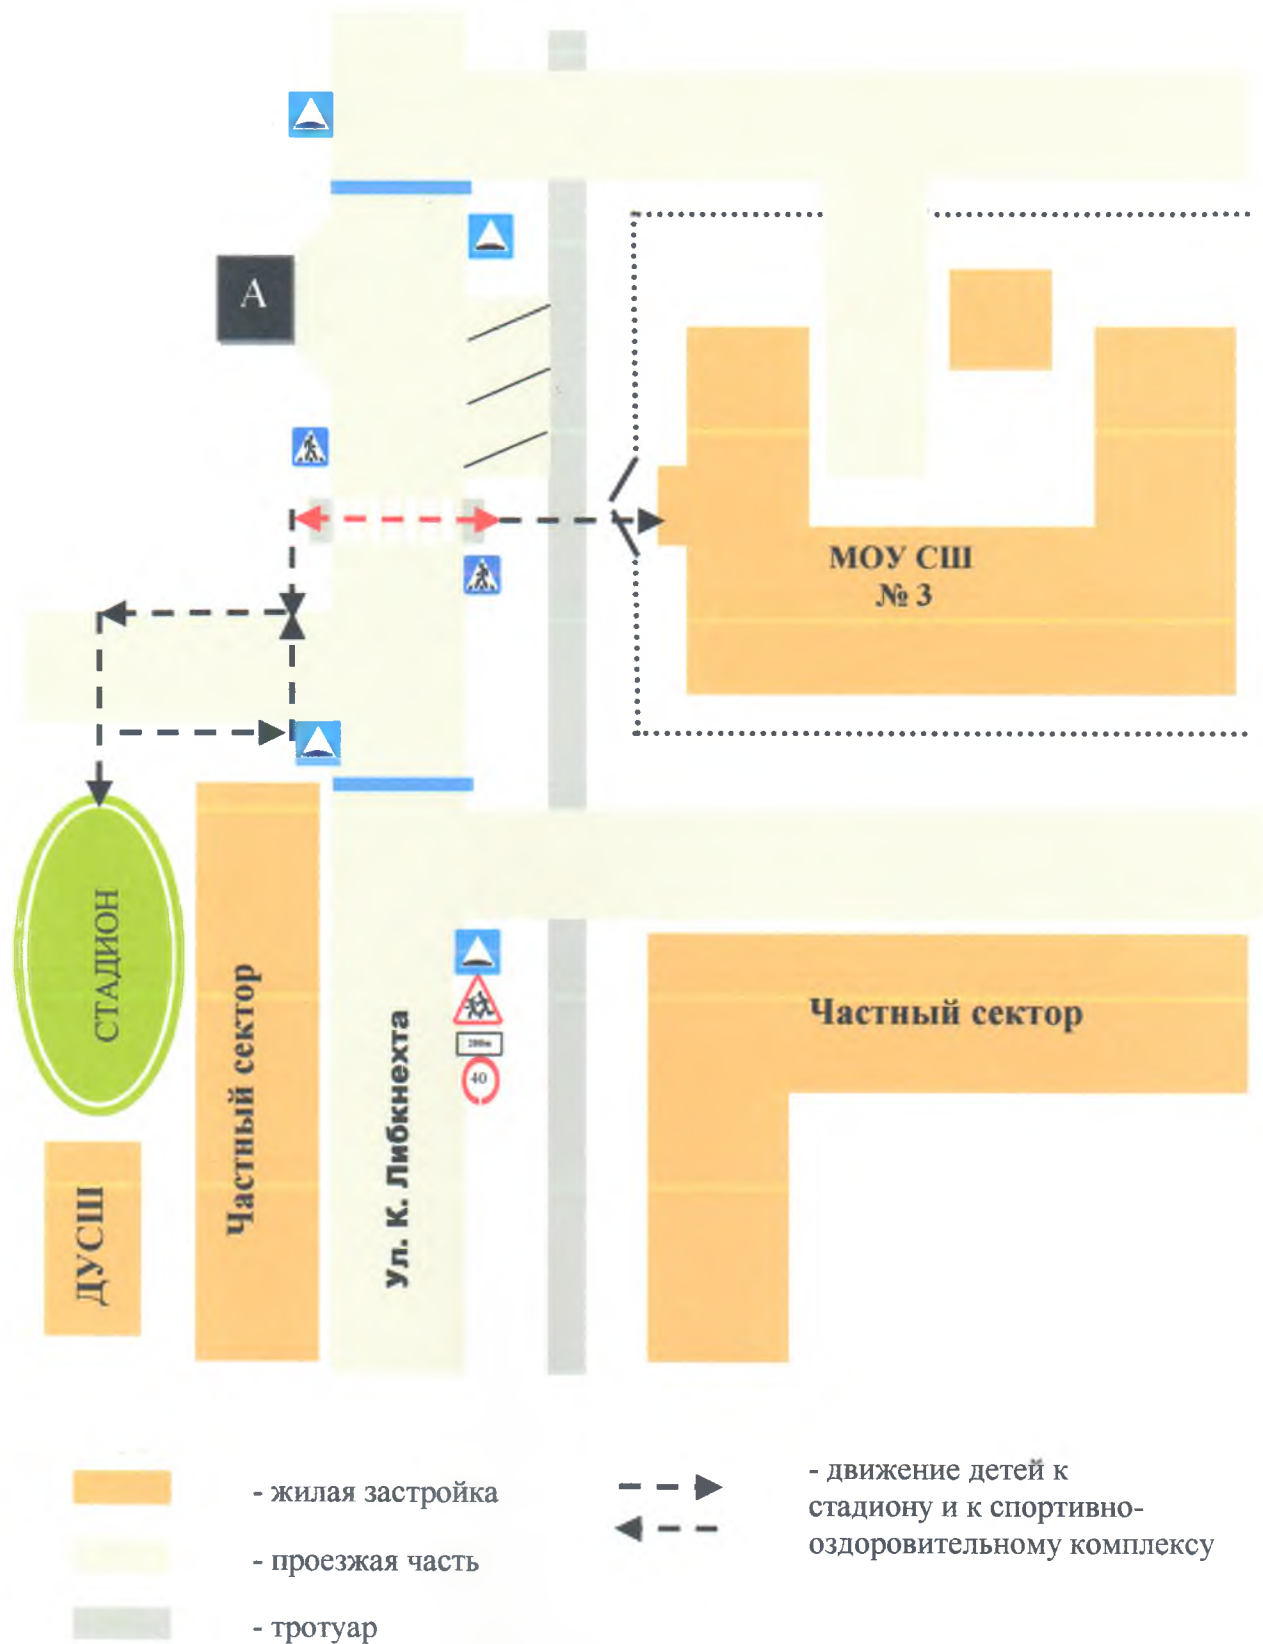 А
МОУ СШ
№ 3
СТАДИОН
Частный сектор
ДУСШ
Ул. К. Либкнехта
200м
40
Частный сектор
- жилая застройка
- проезжая часть
- тротуар
- движение детей к
стадиону и к спортивно-
оздоровительному комплексу